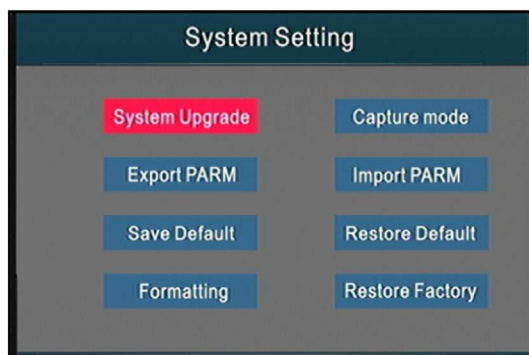 System Setting
System Upgrade
Capture mode
Export PARM
Import PARM
Save Default
Restore Default
Formatting
Restore Factory